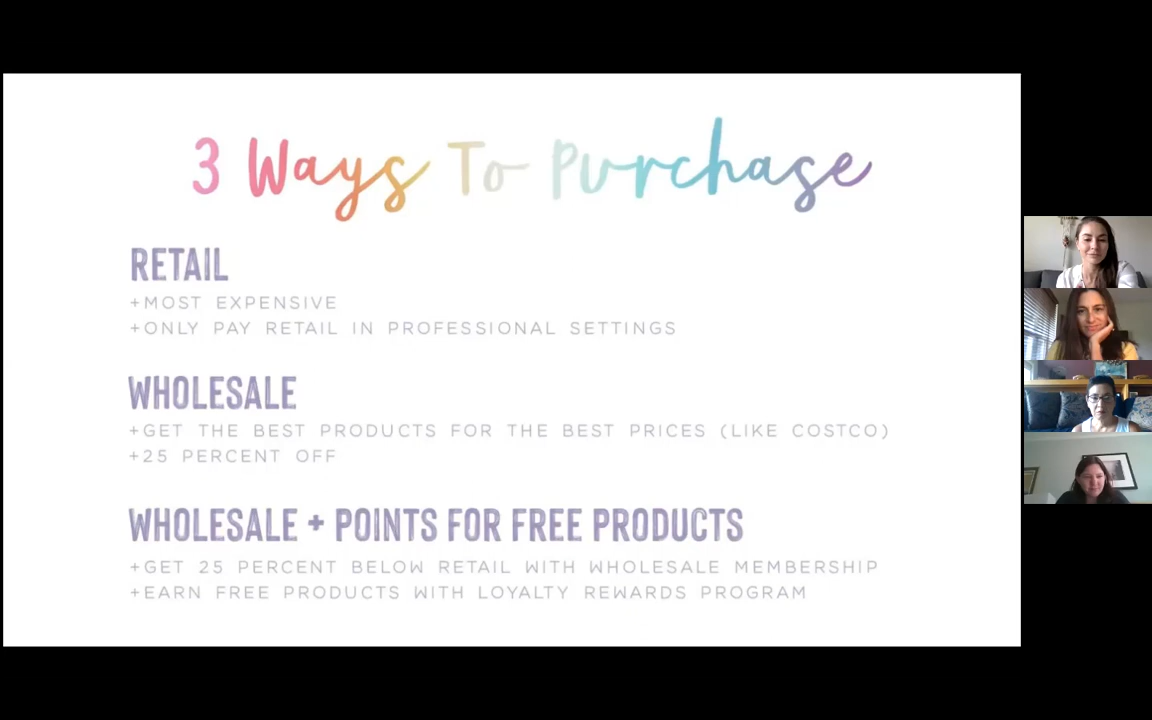 3 Ways To Purchase
RETAIL
+MOST EXPENSIVE
+ONLY PAY RETAIL IN PROFESSIONAL SETTINGS
WHOLESALE
+GET THE BEST PRODUCTS FOR THE BEST PRICES (LIKE COSTCO)
+25 PERCENT OFF
WHOLESALE + POINTS FOR FREE PRODUCTS
+GET 25 PERCENT BELOW RETAIL WITH WHOLESALE MEMBERSHIP
+EARN FREE PRODUCTS WITH LOYALTY REWARDS PROGRAM